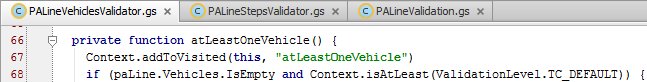 PALineVehiclesValidator.gs × PALineStepsValidator.gs × PALineValidation.gs ×
66 private function atLeastOneVehicle() {
67 Context.addToVisited(this, "atLeastOneVehicle")
68 if (paLine.Vehicles.IsEmpty and Context.isAtLeast(ValidationLevel.TC_DEFAULT)) {